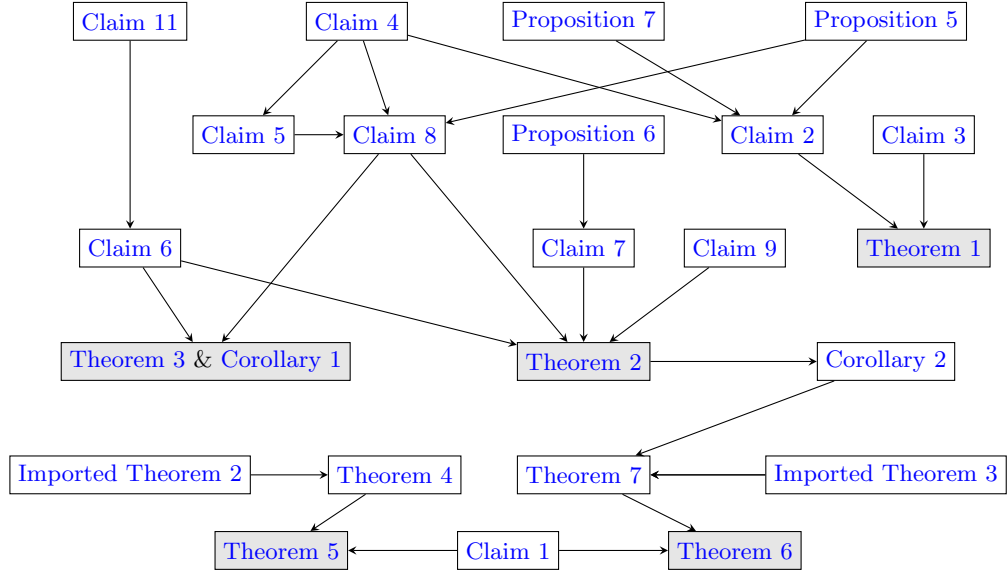 Claim 11
Claim 4
Proposition 7
Proposition 5
Claim 5
Claim 8
Proposition 6
Claim 2
Claim 3
Claim 6
Claim 7
Claim 9
Theorem 1
Theorem 3 & Corollary 1
Theorem 2
Corollary 2
Imported Theorem 2
Theorem 4
Theorem 7
Imported Theorem 3
Theorem 5
Claim 1
Theorem 6